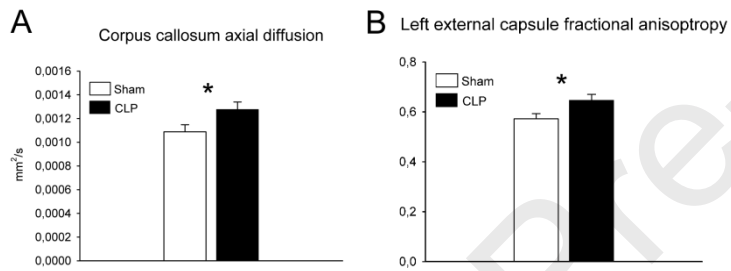 A
Corpus callosum axial diffusion
0,0016
0,0014
0,0012
0,0010
0,0008
0,0006
0,0004
0,0002
0,0000
mm²/s
Sham
CLP
*
B
Left external capsule fractional anisoptropy
0,8
0,6
0,4
0,2
0,0
Sham
CLP
*
Pre